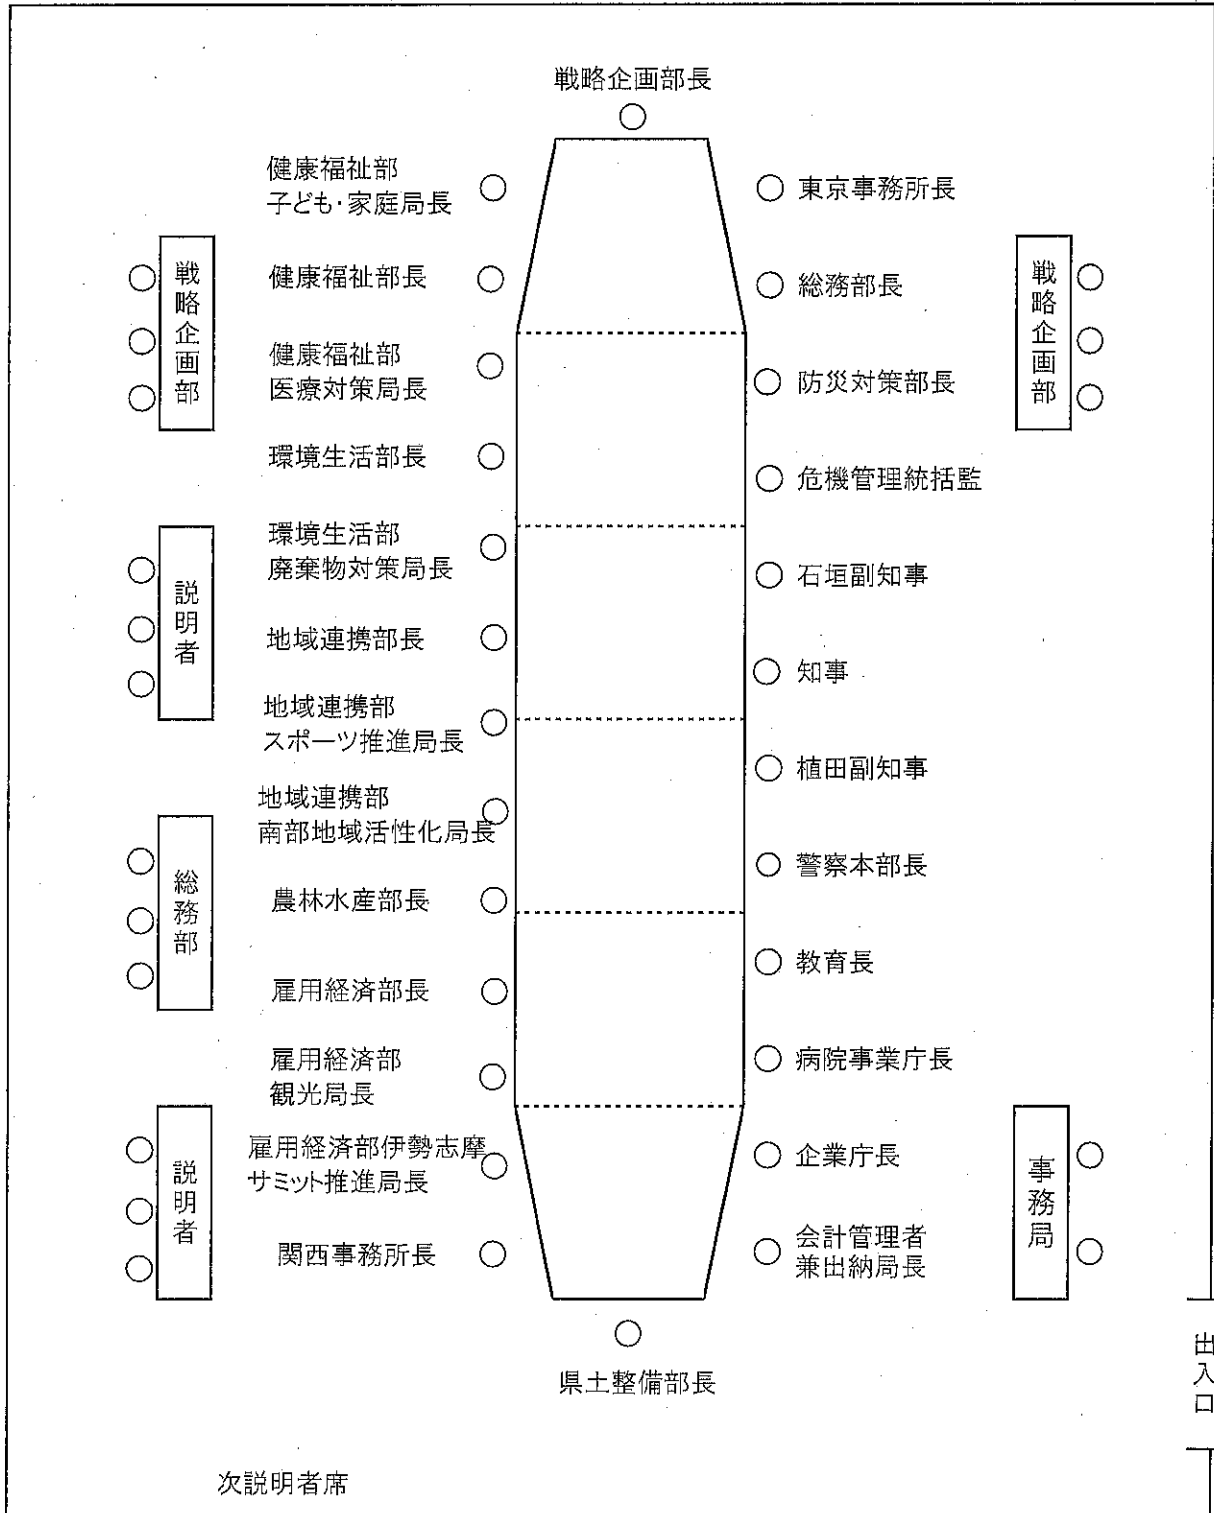 戦略企画部長
健康福祉部
子ども・家庭局長
健康福祉部長
健康福祉部
医療対策局長
環境生活部長
環境生活部
廃棄物対策局長
地域連携部長
地域連携部
スポーツ推進局長
地域連携部
南部地域活性化局長
農林水産部長
雇用経済部長
雇用経済部
観光局長
雇用経済部伊勢志摩
サミット推進局長
関西事務所長
東京事務所長
総務部長
防災対策部長
危機管理統括監
石垣副知事
知事
植田副知事
警察本部長
教育長
病院事業庁長
企業庁長
会計管理者
兼出納局長
県土整備部長
戦略企画部
説明者
総務部
説明者
戦略企画部
事務局
出入口
次説明者席